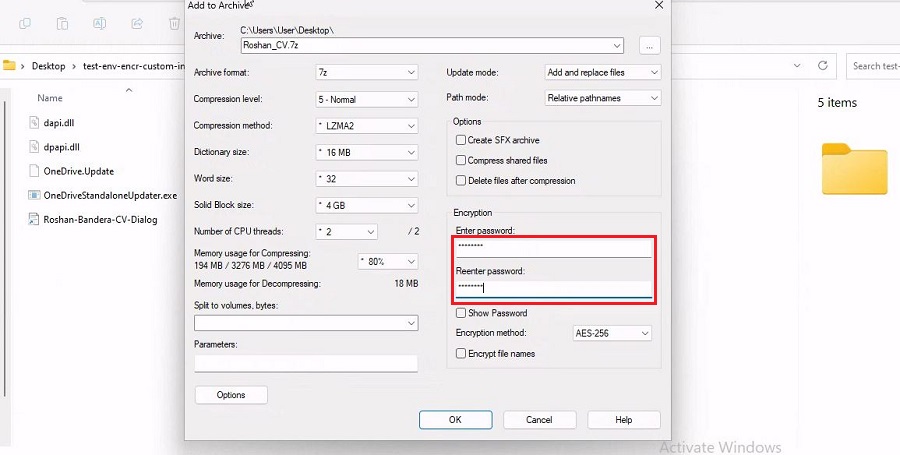 Add to Archive
Archive:
C:\Users\User\Desktop\
Roshan_CV.7z
...
Archive format:
7z
Compression level:
5 - Normal
Compression method:
* LZMA2
Dictionary size:
* 16 MB
Word size:
* 32
Solid Block size:
* 4 GB
Number of CPU threads:
* 2
/ 2
Memory usage for Compressing:
194 MB / 3276 MB / 4095 MB
* 80%
Memory usage for Decompressing:
18 MB
Split to volumes, bytes:
Parameters:
Options
Update mode:
Add and replace files
Path mode:
Relative pathnames
Options
Create SFX archive
Compress shared files
Delete files after compression
Encryption
Enter password:
********
Reenter password:
********
Show Password
Encryption method:
AES-256
Encrypt file names
OK
Cancel
Help
Desktop
test-env-encr-custom-in
Name
dapi.dll
dpapi.dll
OneDrive.Update
OneDriveStandaloneUpdater.exe
Roshan-Bandera-CV-Dialog
Search test-
5 items
Activate Windows